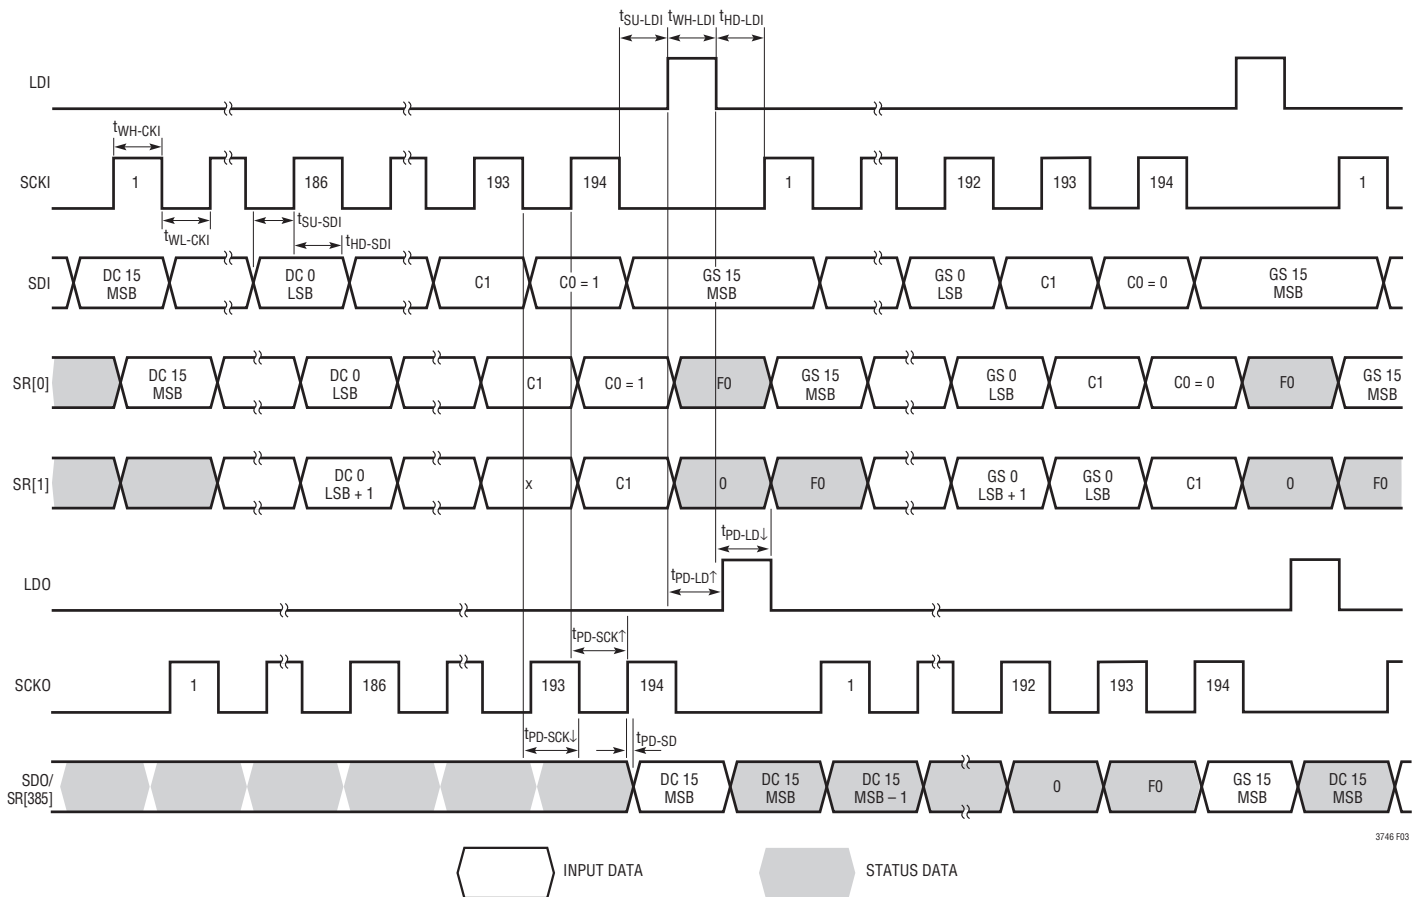 tSU-LDI tWH-LDI tHD-LDI
LDI
tWH-CKI
SCKI 1 186 193 194 1 192 193 194 1
tWL-CKI
tSU-SDI
tHD-SDI
SDI
DC 15
MSB
DC 0
LSB
C1
C0 = 1
GS 15
MSB
GS 0
LSB
C1
C0 = 0
GS 15
MSB
SR[0]
DC 15
MSB
DC 0
LSB
C1
C0 = 1
F0
GS 15
MSB
GS 0
LSB
C1
C0 = 0
F0
GS 15
MSB
SR[1]
DC 0
LSB + 1
x
C1
0
F0
GS 0
LSB + 1
GS 0
LSB
C1
0
F0
tPD-LD↓
LDO
tPD-LD↑
tPD-SCK↑
SCKO 1 186 193 194 1 192 193 194
tPD-SCK↓
tPD-SD
SDO/
SR[385]
DC 15
MSB
DC 15
MSB
DC 15
MSB – 1
0
F0
GS 15
MSB
DC 15
MSB
3746 F03
INPUT DATA
STATUS DATA